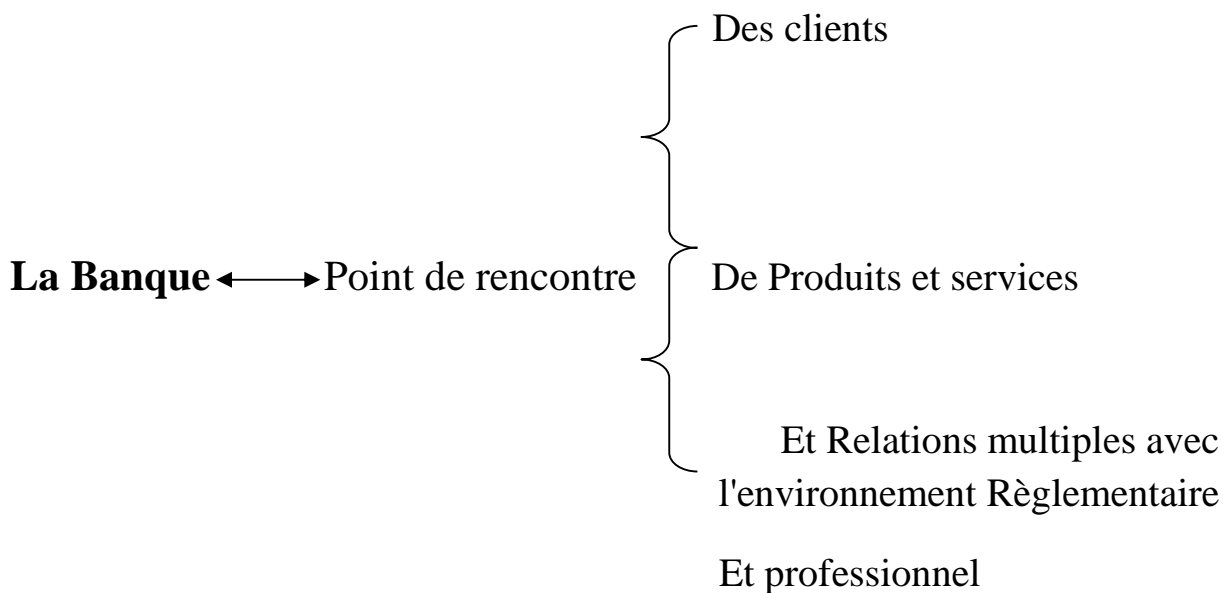 Des clients
La Banque Point de rencontre De Produits et services
Et Relations multiples avec
l'environnement Règlementaire
Et professionnel